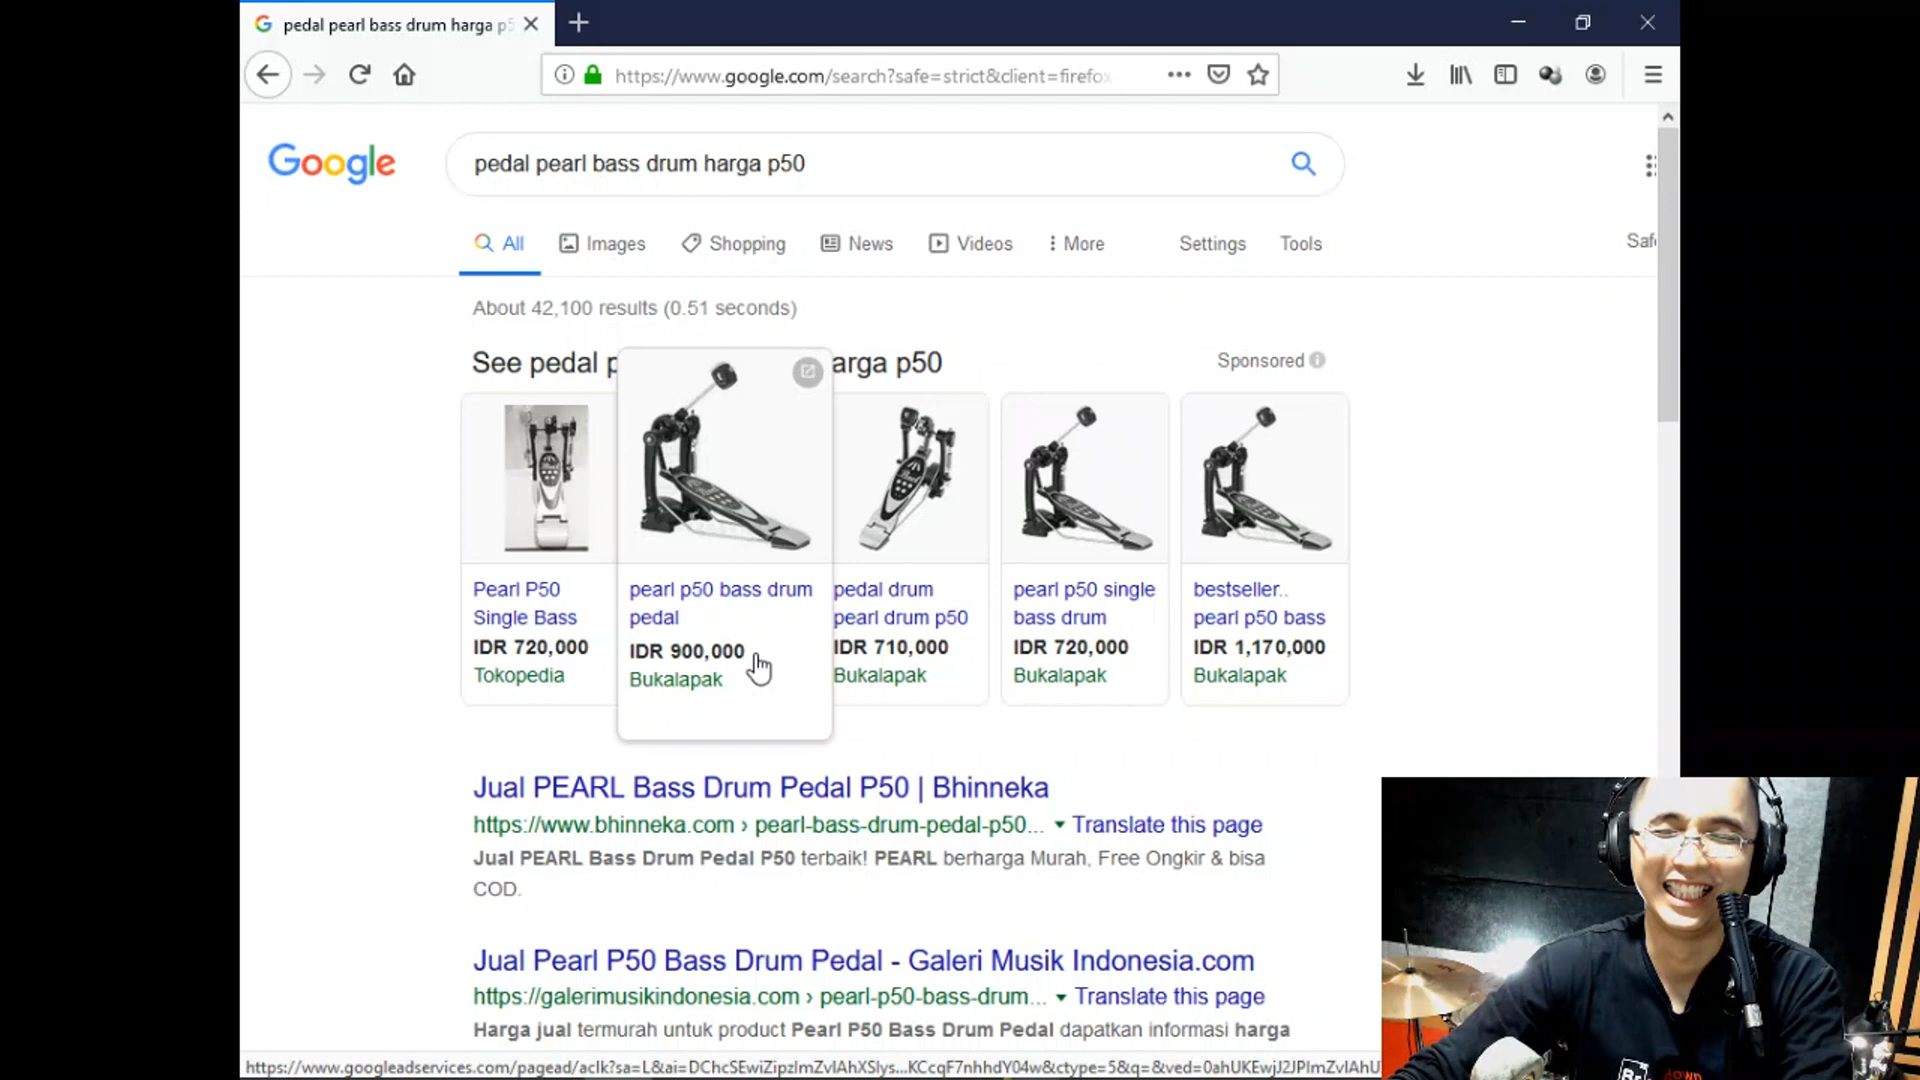 pedal pearl bass drum harga p5
https://www.google.com/search?safe=strict&client=firefox
Google
pedal pearl bass drum harga p50
All
Images
Shopping
News
Videos
More
Settings
Tools
Safe
About 42,100 results (0.51 seconds)
See pedal p
arga p50
Sponsored
Pearl P50
Single Bass
IDR 720,000
Tokopedia
pearl p50 bass drum
pedal
IDR 900,000
Bukalapak
pedal drum
pearl drum p50
IDR 710,000
Bukalapak
pearl p50 single
bass drum
IDR 720,000
Bukalapak
bestseller..
pearl p50 bass
IDR 1,170,000
Bukalapak
Jual PEARL Bass Drum Pedal P50 | Bhinneka
https://www.bhinneka.com › pearl-bass-drum-pedal-p50... ▾ Translate this page
Jual PEARL Bass Drum Pedal P50 terbaik! PEARL berharga Murah, Free Ongkir & bisa
COD.
Jual Pearl P50 Bass Drum Pedal - Galeri Musik Indonesia.com
https://galerimusikindonesia.com › pearl-p50-bass-drum... ▾ Translate this page
Harga jual termurah untuk product Pearl P50 Bass Drum Pedal dapatkan informasi harga
Br